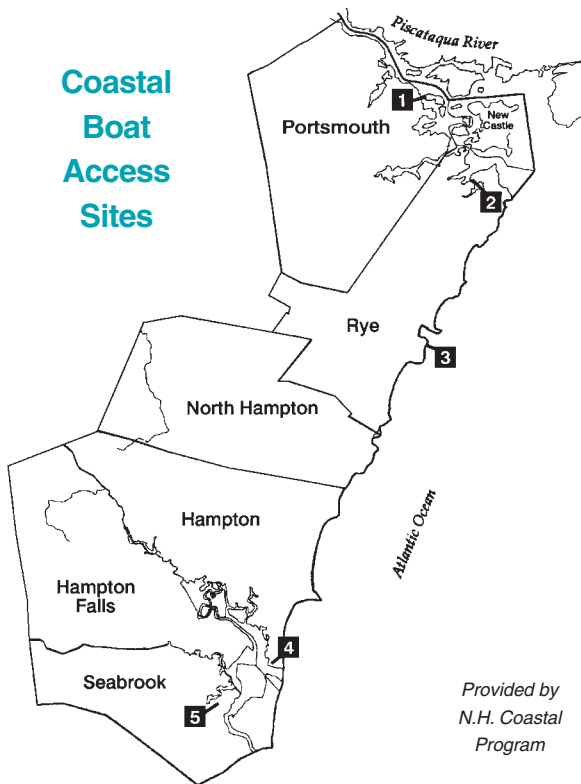 Coastal
Boat
Access
Sites
Piscataqua River
1
Portsmouth
New
Castle
2
Rye
3
North Hampton
Atlantic Ocean
Hampton
Hampton
Falls
4
Seabrook
5
Provided by
N.H. Coastal
Program